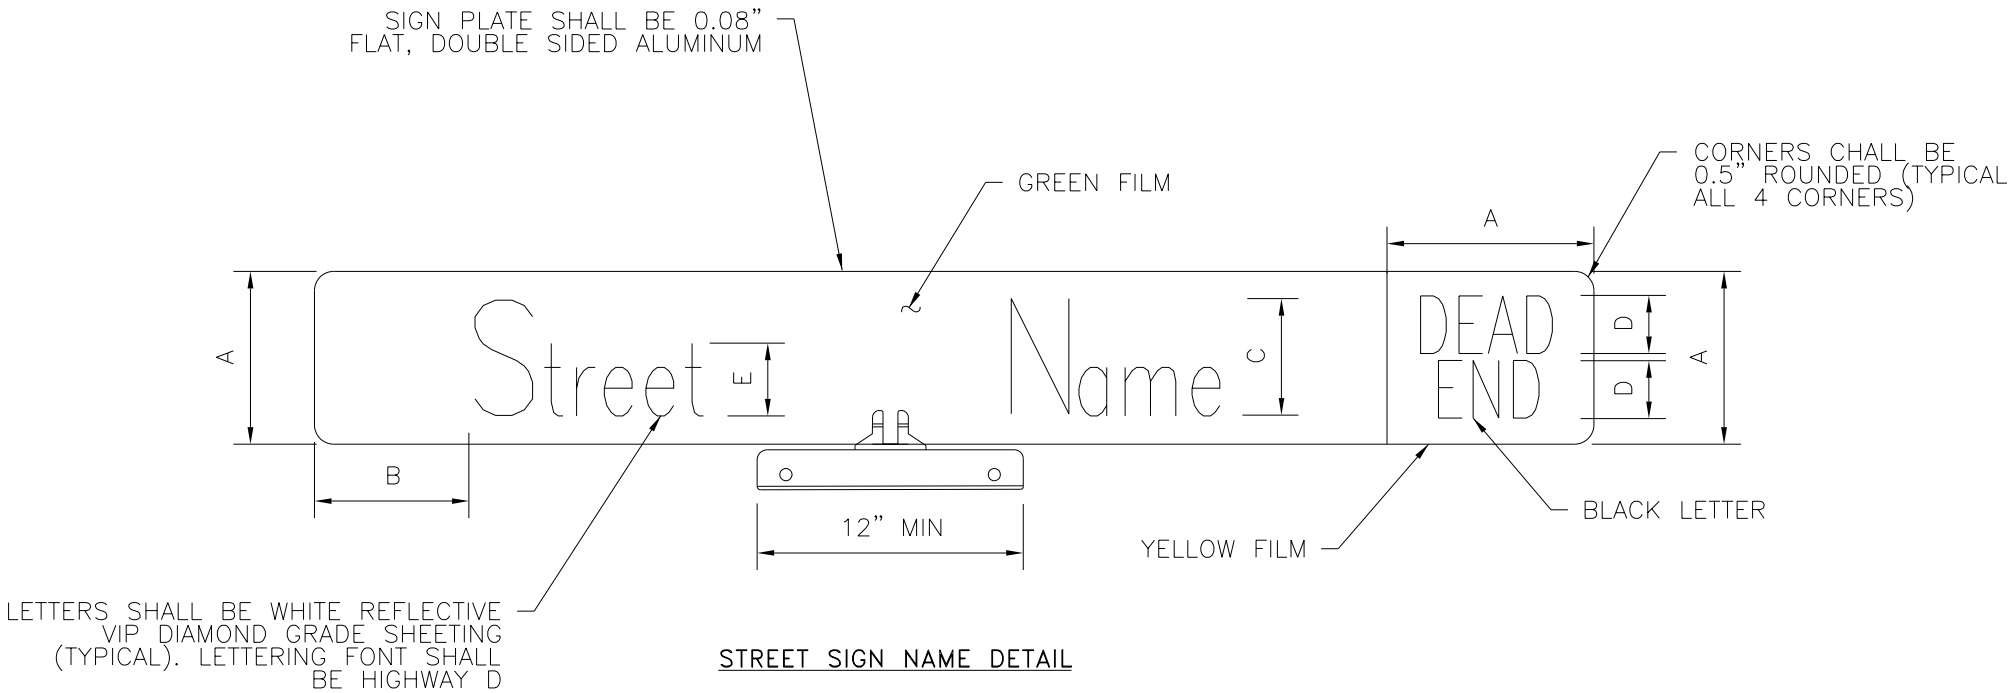 SIGN PLATE SHALL BE 0.08”
FLAT, DOUBLE SIDED ALUMINUM
CORNERS CHALL BE
0.5” ROUNDED (TYPICAL
ALL 4 CORNERS)
GREEN FILM
A
A
A
Street Name
E
C
DEAD
END
D
D
B
12” MIN
BLACK LETTER
YELLOW FILM
LETTERS SHALL BE WHITE REFLECTIVE
VIP DIAMOND GRADE SHEETING
(TYPICAL). LETTERING FONT SHALL
BE HIGHWAY D
STREET SIGN NAME DETAIL